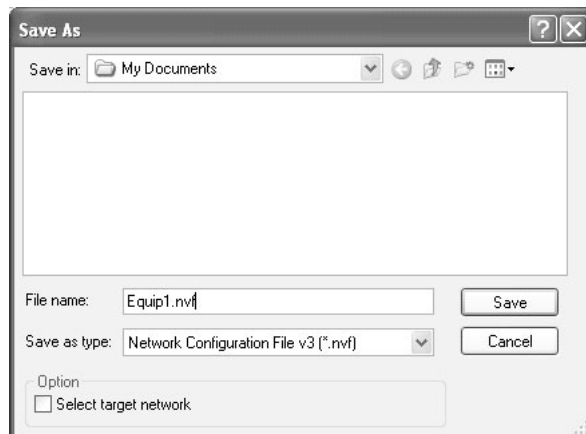 Save As
Save in: My Documents
File name: Equip1.nvf
Save
Save as type: Network Configuration File v3 (*.nvf)
Cancel
Option
Select target network